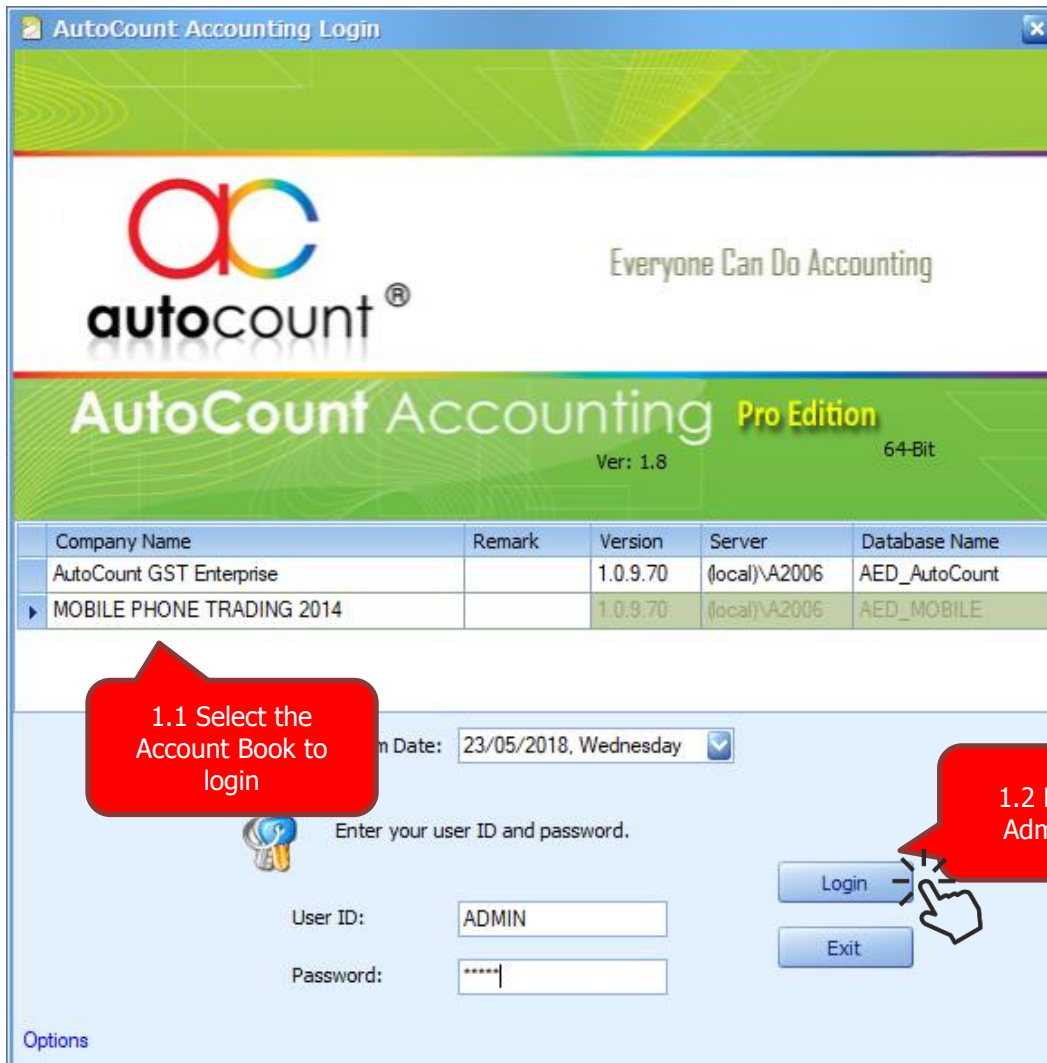 AutoCount Accounting Login
autocount ®
Everyone Can Do Accounting
AutoCount Accounting Pro Edition
Ver: 1.8
64-Bit
Company Name Remark Version Server Database Name
AutoCount GST Enterprise 1.0.9.70 (local)\A2006 AED_AutoCount
MOBILE PHONE TRADING 2014 1.0.9.70 (local)\A2006 AED_MOBILE
1.1 Select the
Account Book to
login
Date: 23/05/2018, Wednesday
1.2
Enter your user ID and password.
Login
User ID: ADMIN
Exit
Password: *****
Options